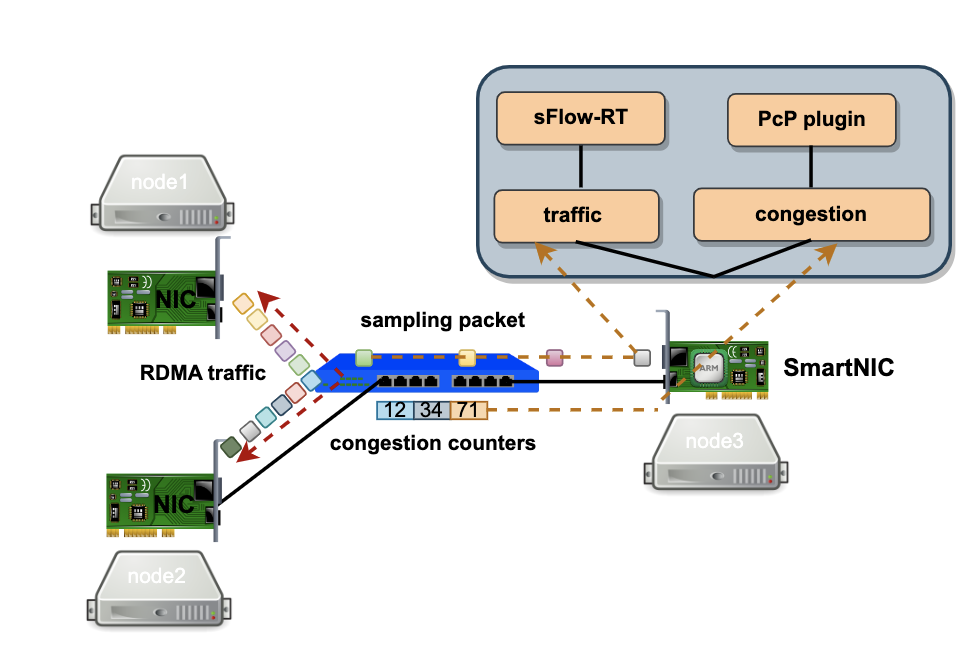 sFlow-RT
PcP plugin
traffic
congestion
node1
NIC
sampling packet
RDMA traffic
ARM
SmartNIC
12 34 71
congestion counters
node3
NIC
node2